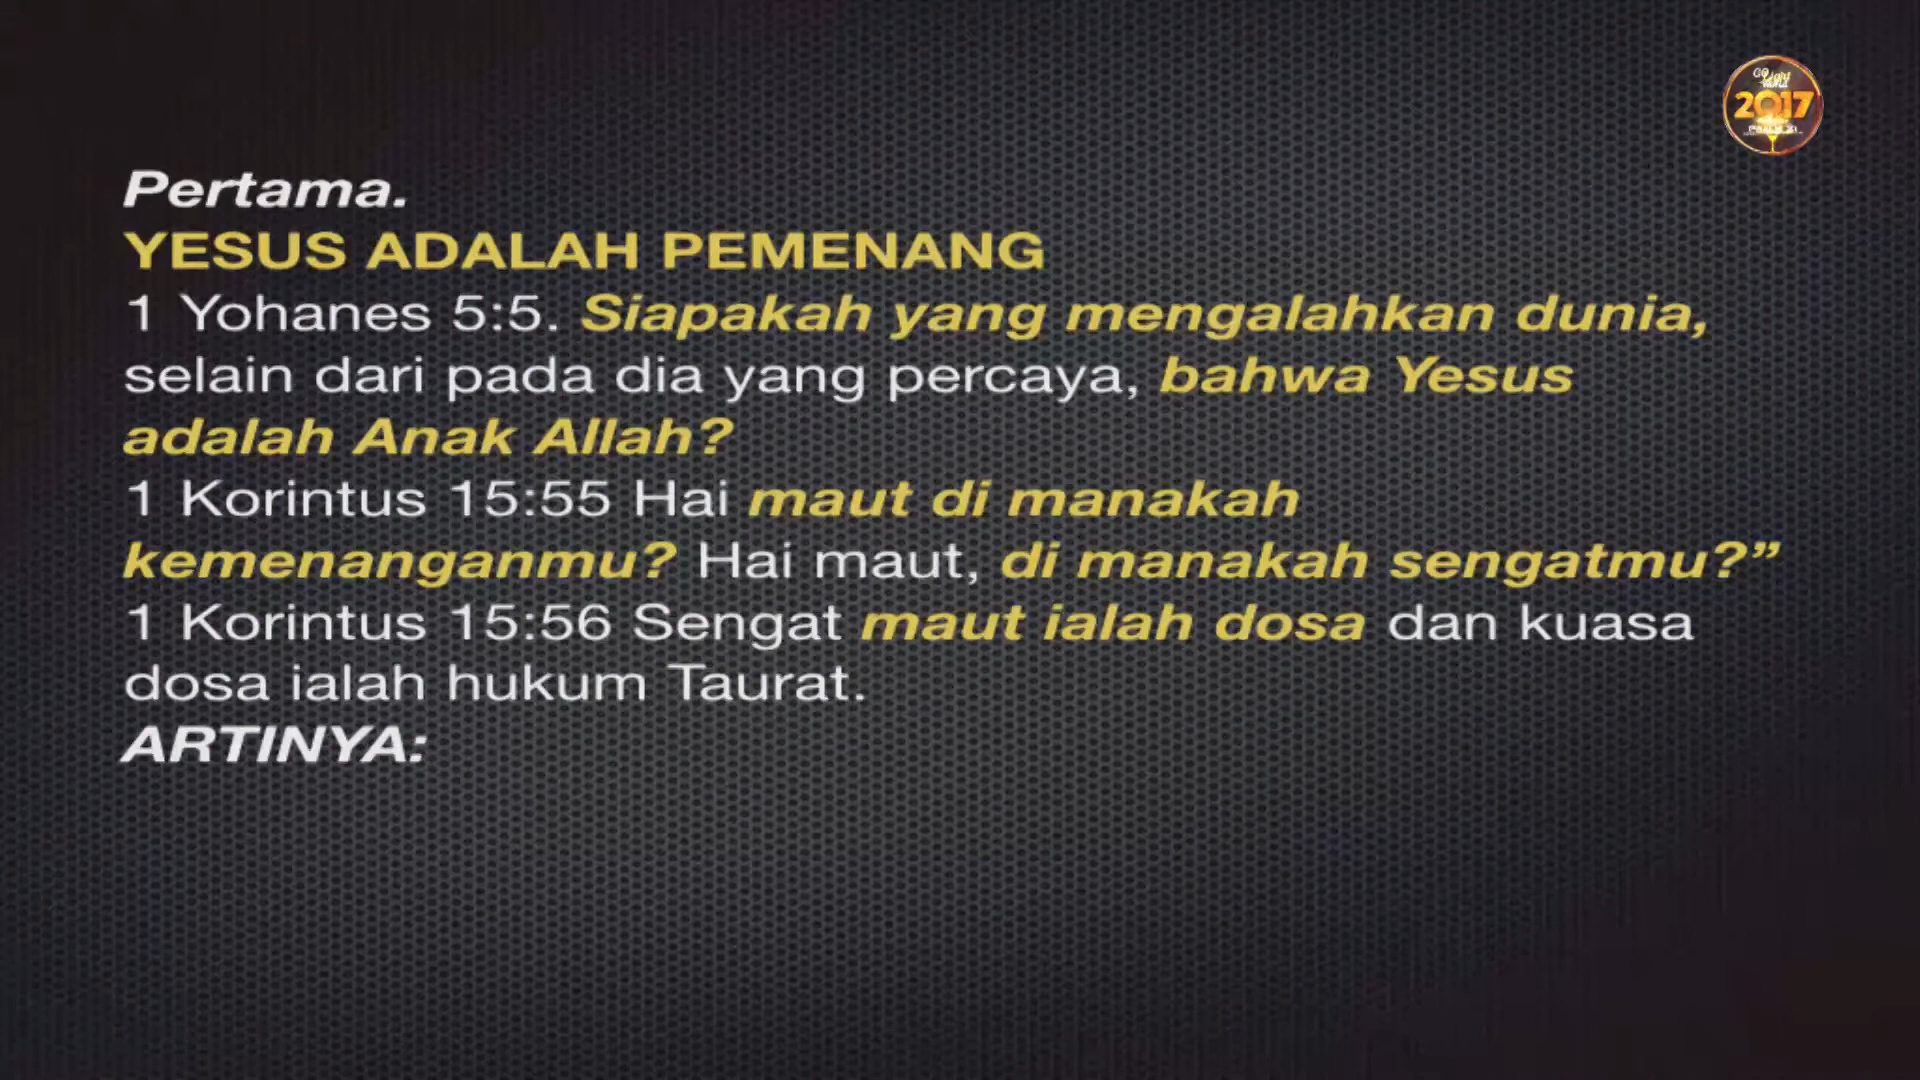 2017
Pertama.
YESUS ADALAH PEMENANG
1 Yohanes 5:5. Siapakah yang mengalahkan dunia,
selain dari pada dia yang percaya, bahwa Yesus
adalah Anak Allah?
1 Korintus 15:55 Hai maut di manakah
kemenanganmu? Hai maut, di manakah sengatmu?”
1 Korintus 15:56 Sengat maut ialah dosa dan kuasa
dosa ialah hukum Taurat.
ARTINYA: